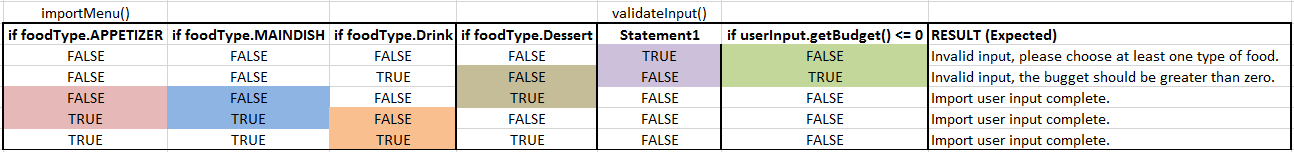 importMenu() validateInput()
if foodType.APPETIZER if foodType.MAINDISH if foodType.Drink if foodType.Dessert Statement1 if userInput.getBudget() <= 0 RESULT (Expected)
FALSE FALSE FALSE FALSE TRUE FALSE Invalid input, please choose at least one type of food.
FALSE FALSE TRUE FALSE FALSE TRUE Invalid input, the bugget should be greater than zero.
FALSE FALSE FALSE TRUE FALSE FALSE Import user input complete.
TRUE TRUE FALSE FALSE FALSE FALSE Import user input complete.
TRUE TRUE TRUE TRUE FALSE FALSE Import user input complete.